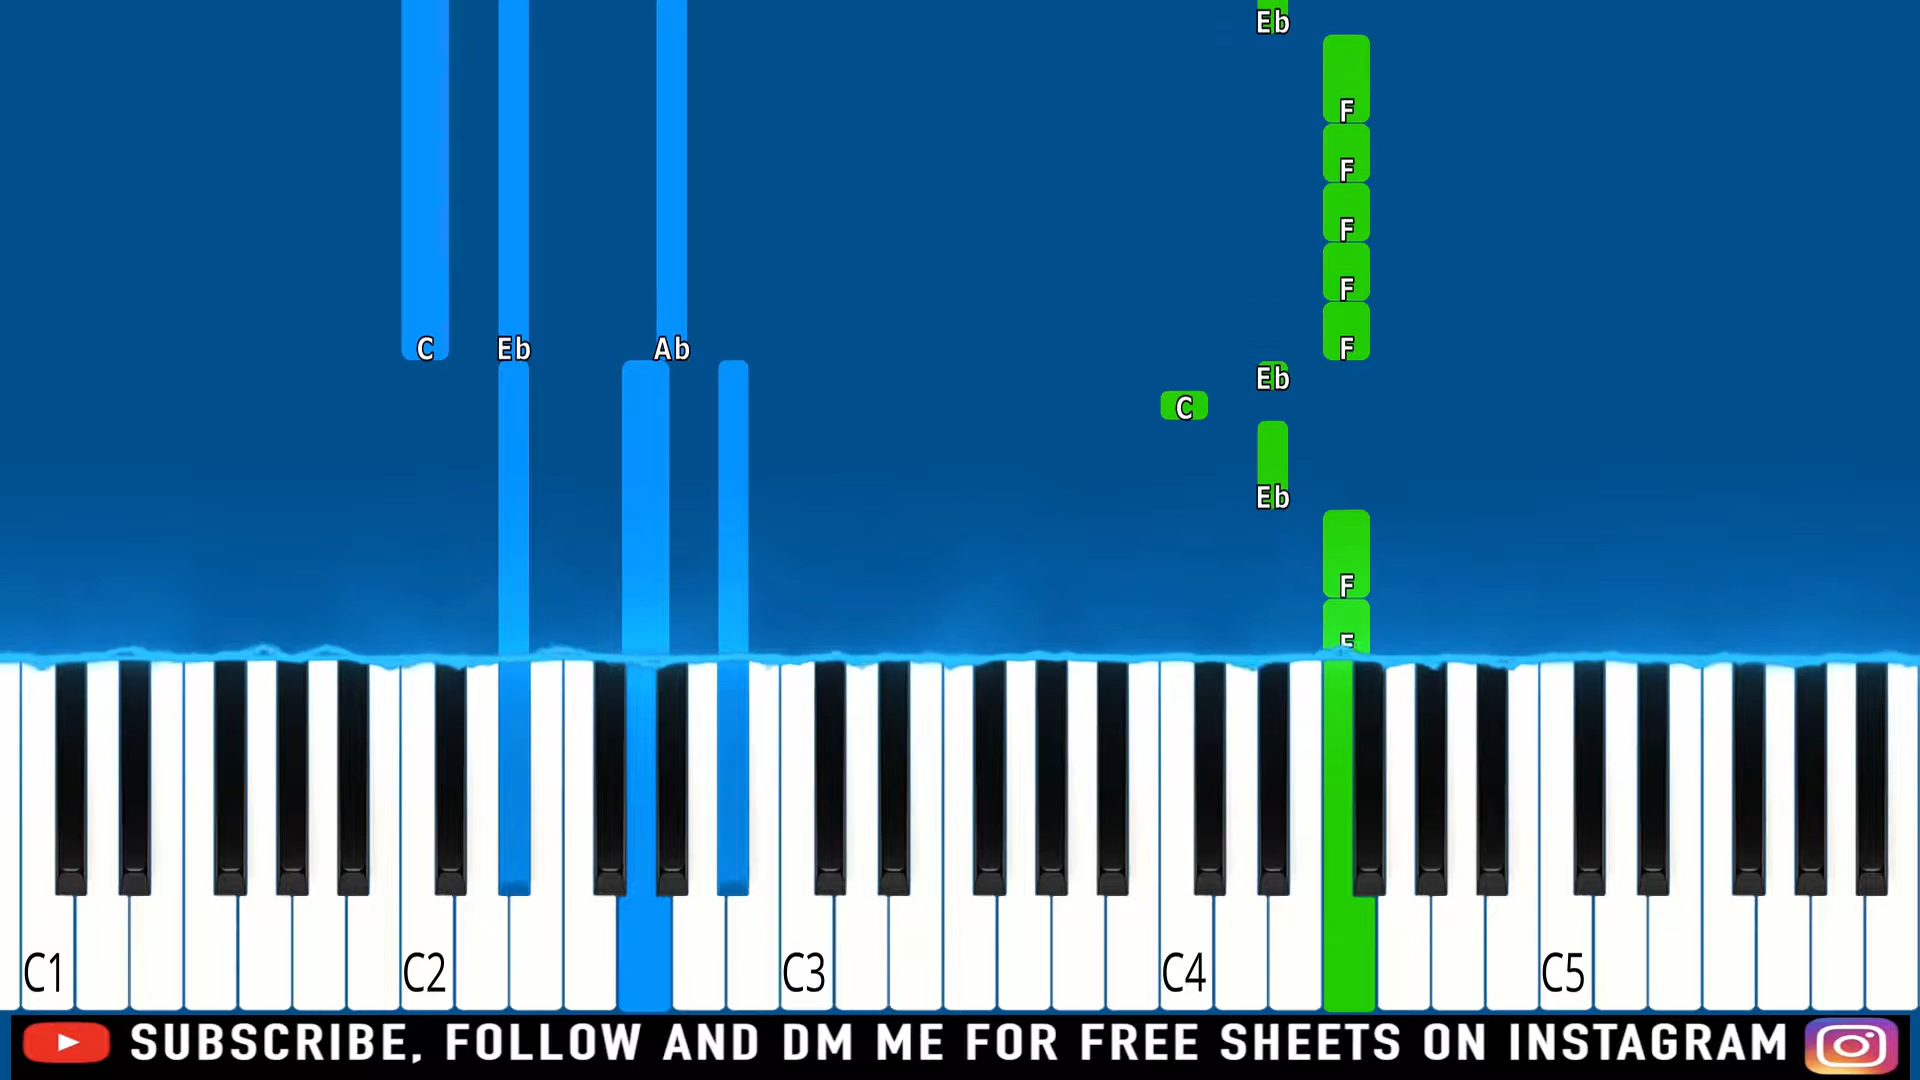 Eb
F
F
F
F
C Eb Ab F
Eb
C
Eb
F
F
C1 C2 C3 C4 C5
SUBSCRIBE, FOLLOW AND DM ME FOR FREE SHEETS ON INSTAGRAM